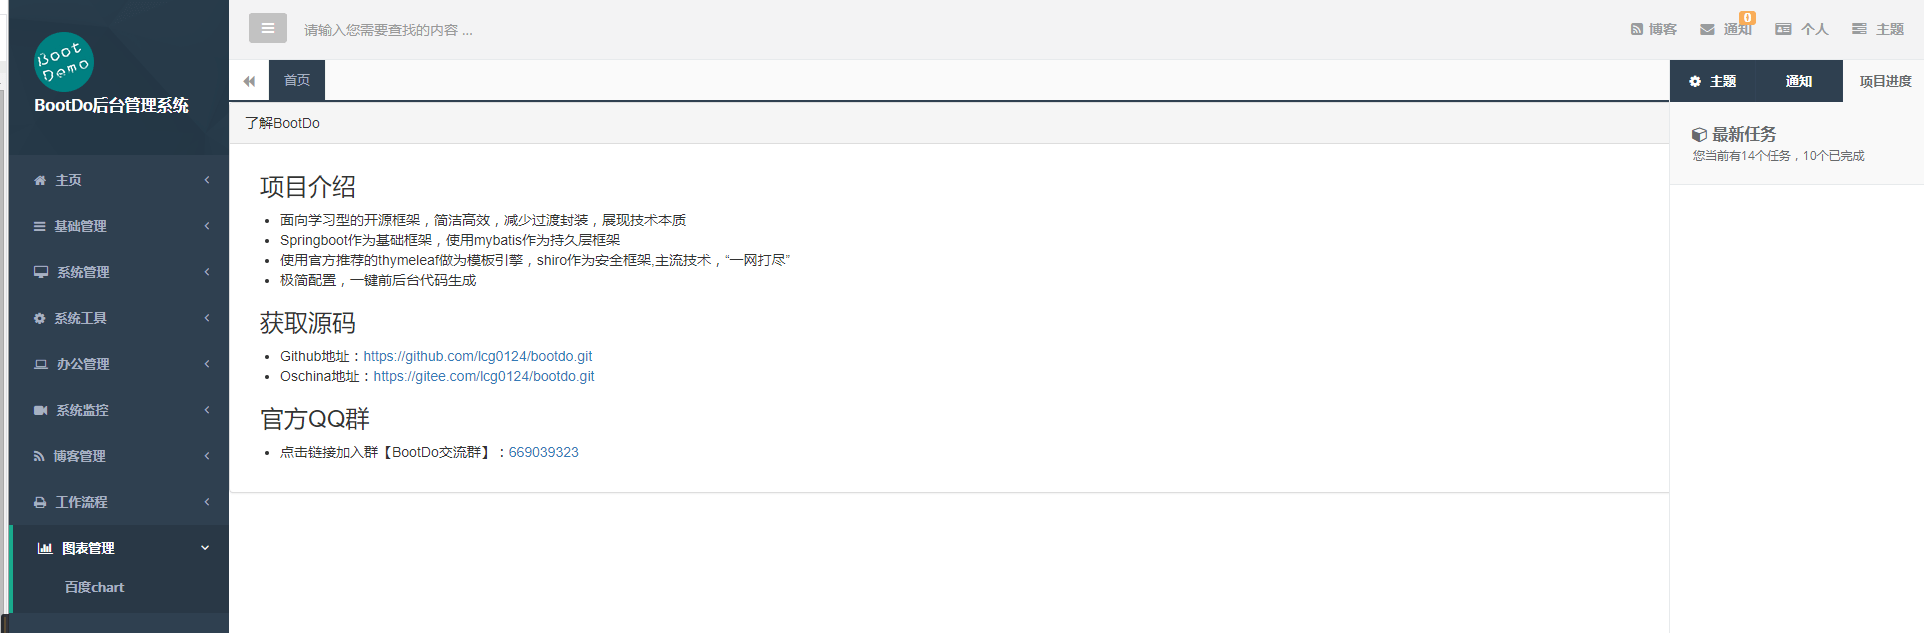 Boot
Demo
BootDo后台管理系统
主页
基础管理
系统管理
系统工具
办公管理
系统监控
博客管理
工作流程
图表管理
百度chart
请输入您需要查找的内容 ...
博客
通知
0
个人
主题
首页
主题
通知
项目进度
了解BootDo
项目介绍
面向学习型的开源框架，简洁高效，减少过渡封装，展现技术本质
Springboot作为基础框架，使用mybatis作为持久层框架
使用官方推荐的thymeleaf做为模板引擎，shiro作为安全框架,主流技术，“一网打尽”
极简配置，一键前后台代码生成
获取源码
Github地址：https://github.com/lcg0124/bootdo.git
Oschina地址：https://gitee.com/lcg0124/bootdo.git
官方QQ群
点击链接加入群【BootDo交流群】：669039323
最新任务
您当前有14个任务，10个已完成